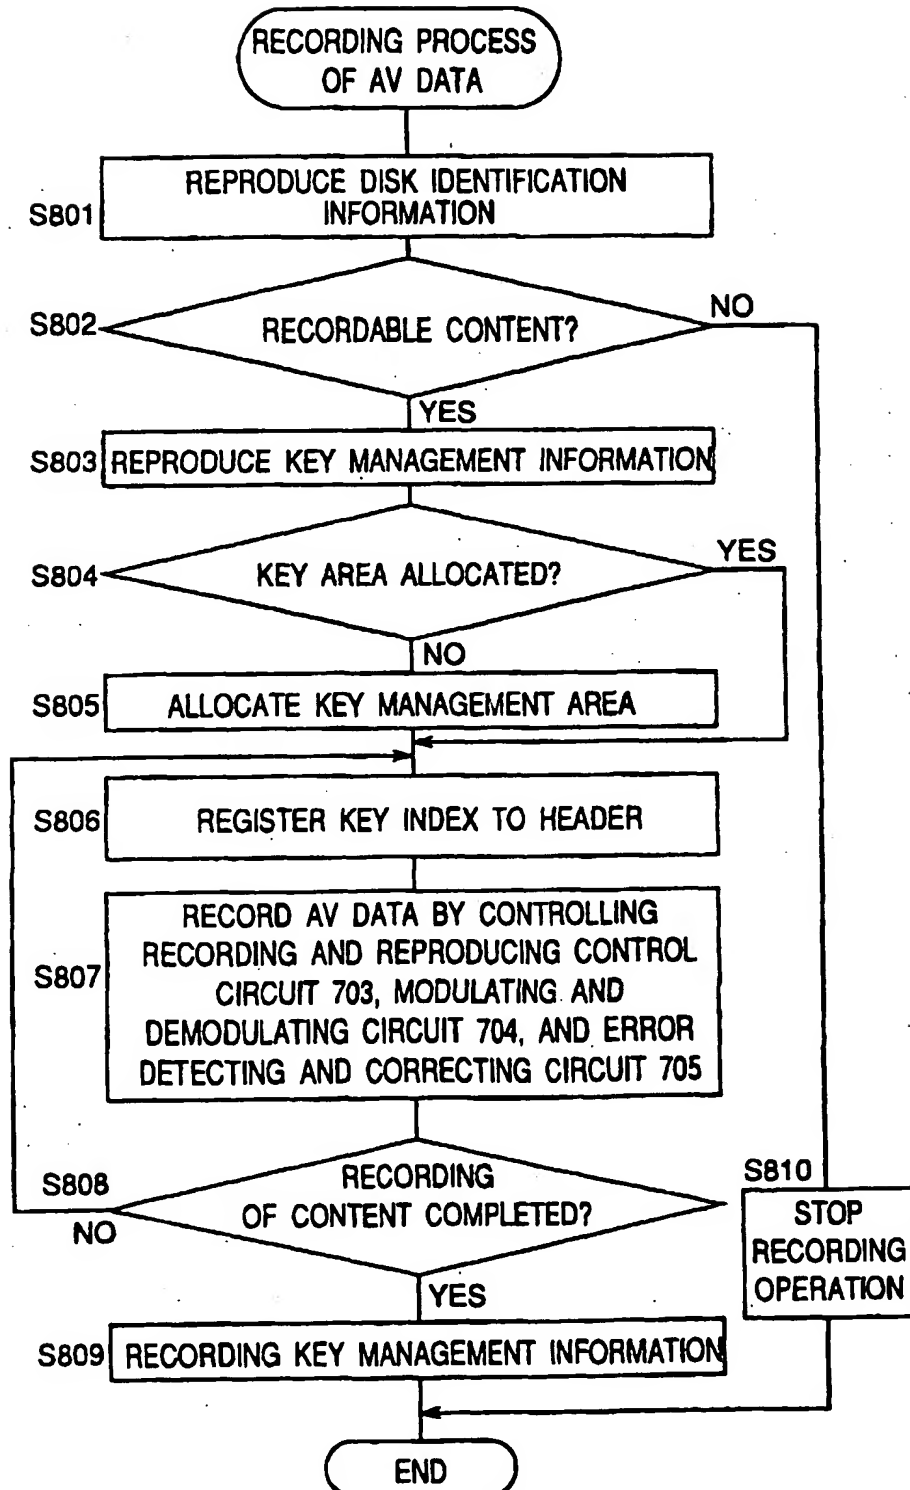 RECORDING PROCESS
OF AV DATA
S801
REPRODUCE DISK IDENTIFICATION
INFORMATION
S802
RECORDABLE CONTENT?
NO
YES
S803
REPRODUCE KEY MANAGEMENT INFORMATION
S804
KEY AREA ALLOCATED?
YES
NO
S805
ALLOCATE KEY MANAGEMENT AREA
S806
REGISTER KEY INDEX TO HEADER
S807
RECORD AV DATA BY CONTROLLING
RECORDING AND REPRODUCING CONTROL
CIRCUIT 703, MODULATING AND
DEMODULATING CIRCUIT 704, AND ERROR
DETECTING AND CORRECTING CIRCUIT 705
S808
RECORDING
OF CONTENT COMPLETED?
NO
YES
S810
STOP
RECORDING
OPERATION
S809
RECORDING KEY MANAGEMENT INFORMATION
END